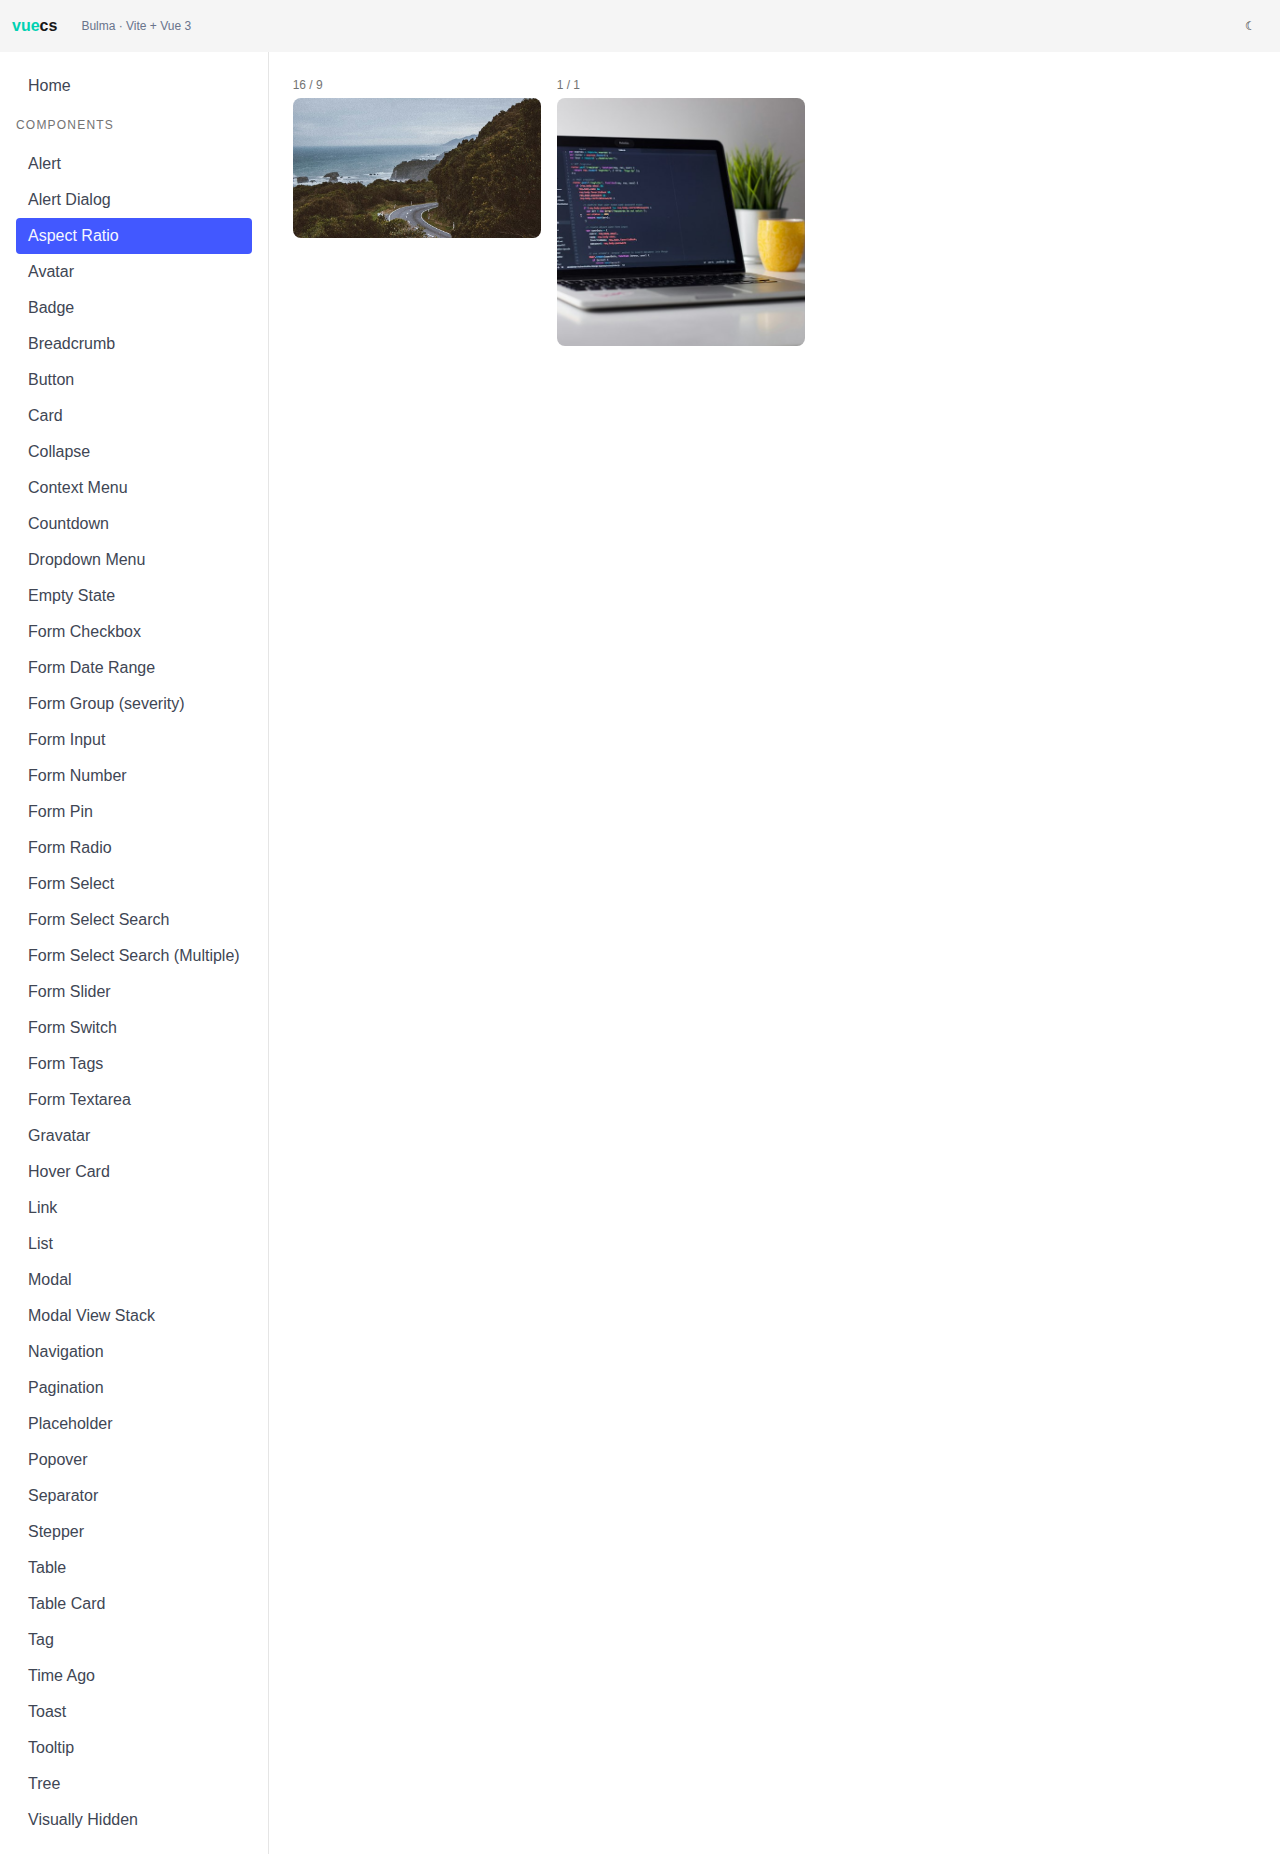 vuecs
Bulma · Vite + Vue 3
Home
COMPONENTS
Alert
Alert Dialog
Aspect Ratio
Avatar
Badge
Breadcrumb
Button
Card
Collapse
Context Menu
Countdown
Dropdown Menu
Empty State
Form Checkbox
Form Date Range
Form Group (severity)
Form Input
Form Number
Form Pin
Form Radio
Form Select
Form Select Search
Form Select Search (Multiple)
Form Slider
Form Switch
Form Tags
Form Textarea
Gravatar
Hover Card
Link
List
Modal
Modal View Stack
Navigation
Pagination
Placeholder
Popover
Separator
Stepper
Table
Table Card
Tag
Time Ago
Toast
Tooltip
Tree
Visually Hidden
16 / 9
1 / 1